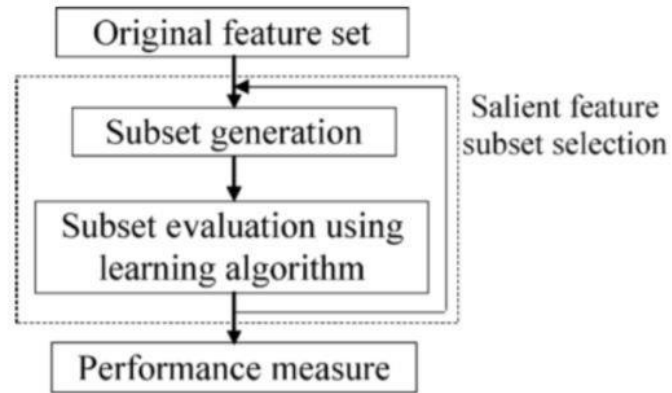 Original feature set
Subset generation
Salient feature
subset selection
Subset evaluation using
learning algorithm
Performance measure